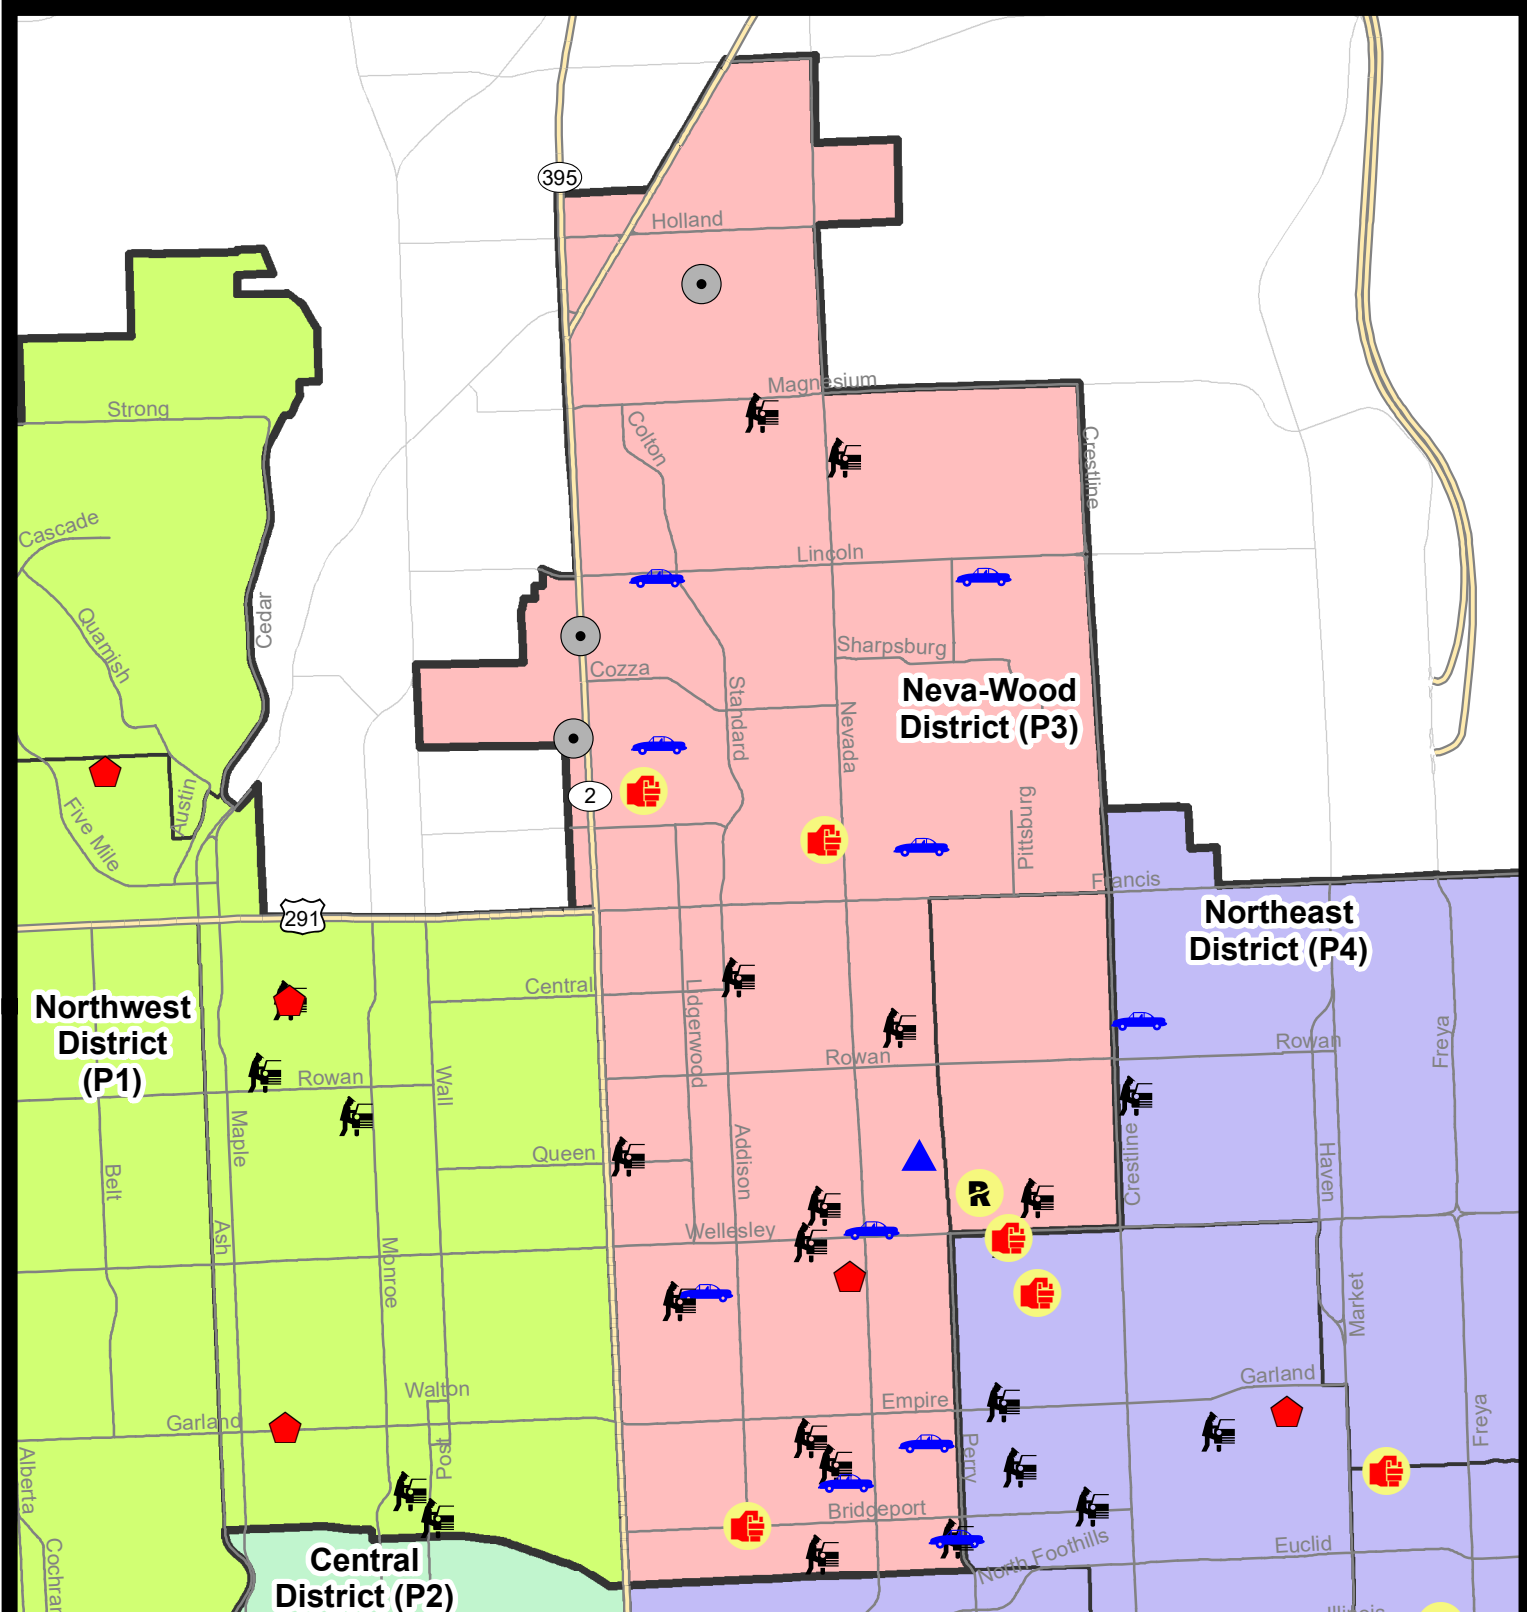 395
Holland
Magnesium
Strong
Colton
Crestline
Cascade
Lincoln
Cedar
Quamish
Sharpsburg
Cozza
Neva-Wood
District (P3)
Standard
Nevada
2
Austin
Five Mile
Pittsburg
Francis
291
Northeast
District (P4)
Central
Northwest
District
(P1)
Lidgerwood
Rowan
Rowan
Freya
Rowan
Wall
Maple
Queen
Addison
Crestline
Haven
Belt
R
Ash
Wellesley
Monroe
Market
Walton
Garland
Empire
Garland
Freya
Post
Perry
Alberta
Bridgeport
North Foothills
Euclid
Cochran
Central
District (P2)